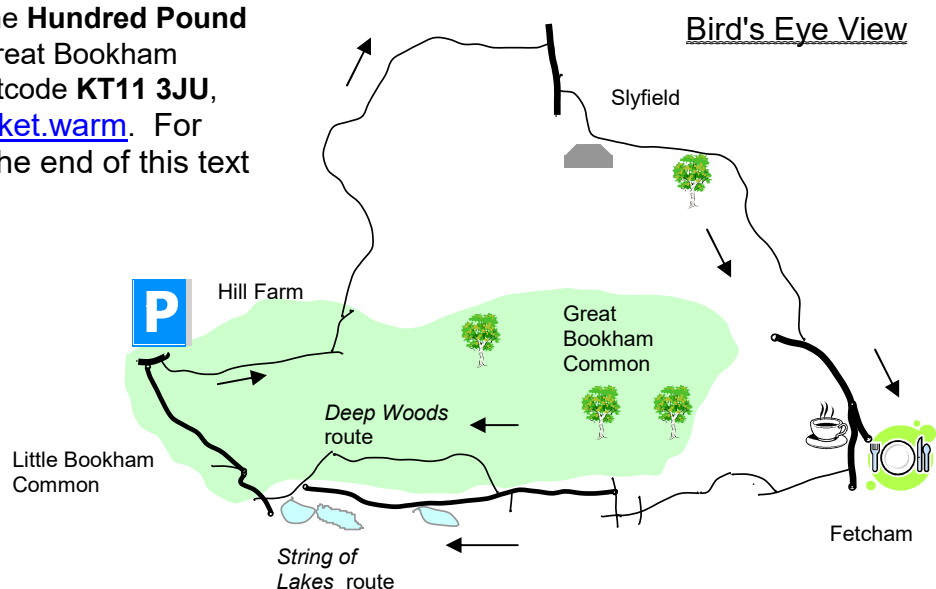 Hundred Pound
reat Bookham
tcode KT11 3JU,
ket.warm. For
he end of this text
Bird's Eye View
Slyfield
P
Hill Farm
Great
Bookham
Common
Deep Woods
route
Little Bookham
Common
Fetcham
String of
Lakes route